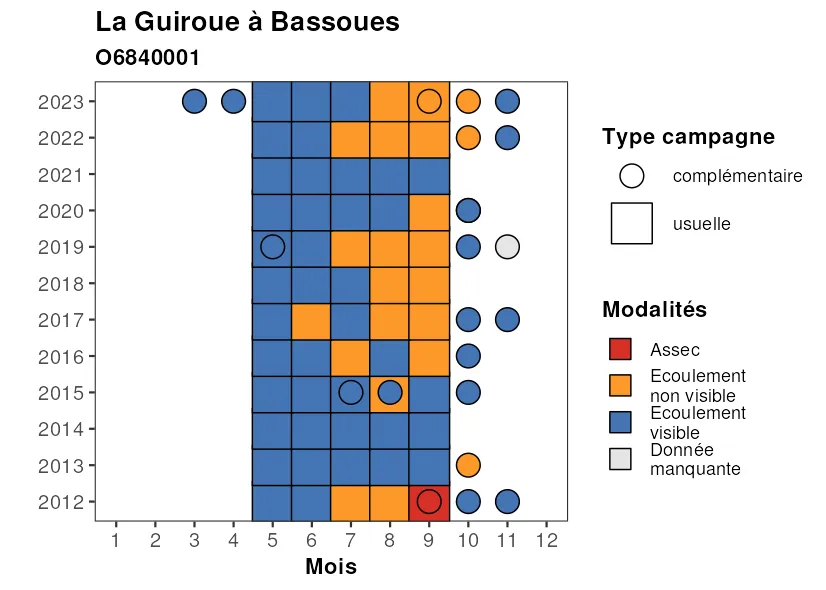 La Guiroue à Bassoues
O6840001
2023
2022
2021
2020
2019
2018
2017
2016
2015
2014
2013
2012
1 2 3 4 5 6 7 8 9 10 11 12
Mois
Type campagne
complémentaire
usuelle
Modalités
Assec
Ecoulement
non visible
Ecoulement
visible
Donnée
manquante